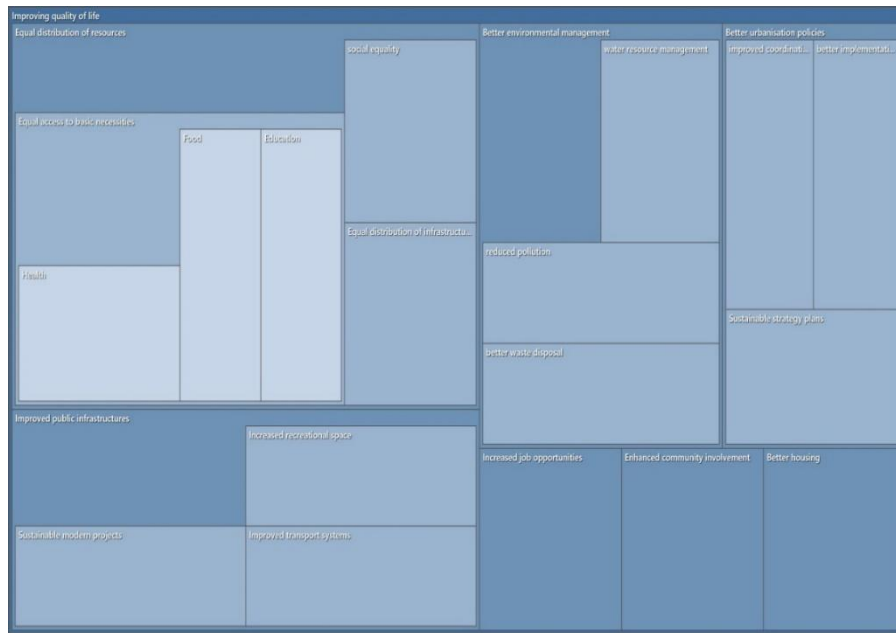 Improving quality of life
Equal distribution of resources
social equality
Equal access to basic necessities
Food
Education
Health
Equal distribution of infrastructu...
Better environmental management
water resource management
reduced pollution
better waste disposal
Better urbanisation policies
improved coordinati...
better implementati...
Sustainable strategy plans
Improved public infrastructures
Increased recreational space
Sustainable modern projects
Improved transport systems
Increased job opportunities
Enhanced community involvement
Better housing